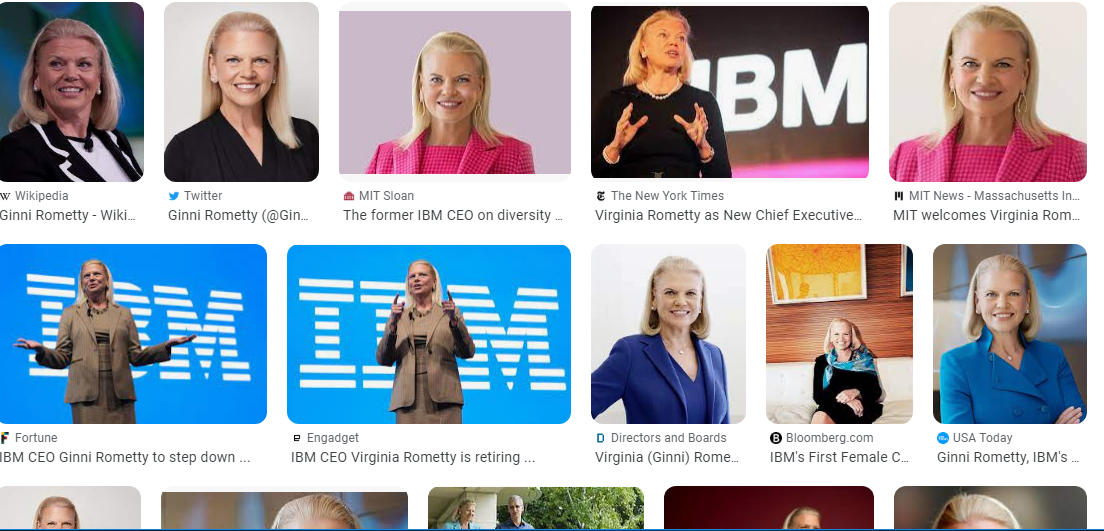 IBM
Wikipedia
Ginni Rometty - Wiki...
Twitter
Ginni Rometty (@Gin...
MIT Sloan
The former IBM CEO on diversity ...
The New York Times
Virginia Rometty as New Chief Executive...
MIT News - Massachusetts In...
MIT welcomes Virginia Rom...
IBM
IBM
Fortune
IBM CEO Ginni Rometty to step down ...
Engadget
IBM CEO Virginia Rometty is retiring ...
Directors and Boards
Virginia (Ginni) Rome...
Bloomberg.com
IBM's First Female C...
USA Today
Ginni Rometty, IBM's ...